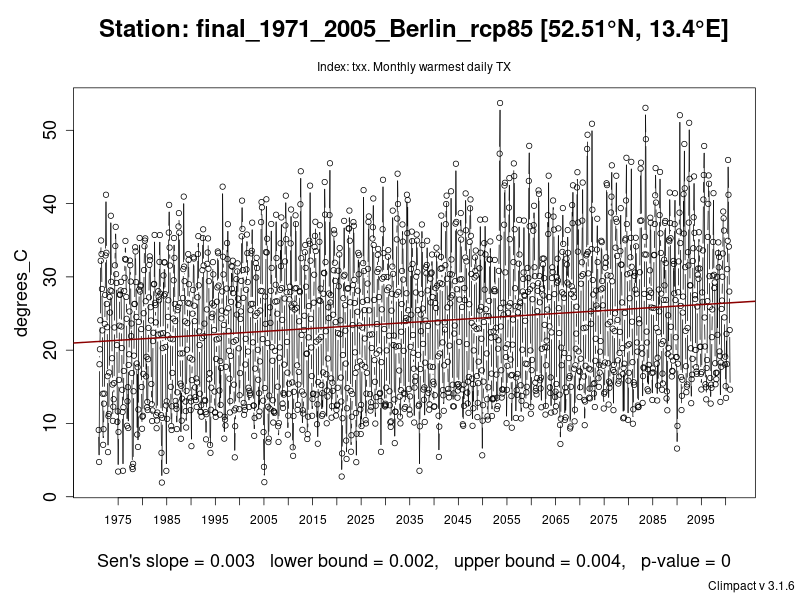 Station: final_1971_2005_Berlin_rcp85 [52.51°N, 13.4°E]
Index: txx. Monthly warmest daily TX
degrees_C
50
40
30
20
10
0
1975 1985 1995 2005 2015 2025 2035 2045 2055 2065 2075 2085 2095
Sen's slope = 0.003 lower bound = 0.002, upper bound = 0.004, p-value = 0
Climpact v 3.1.6